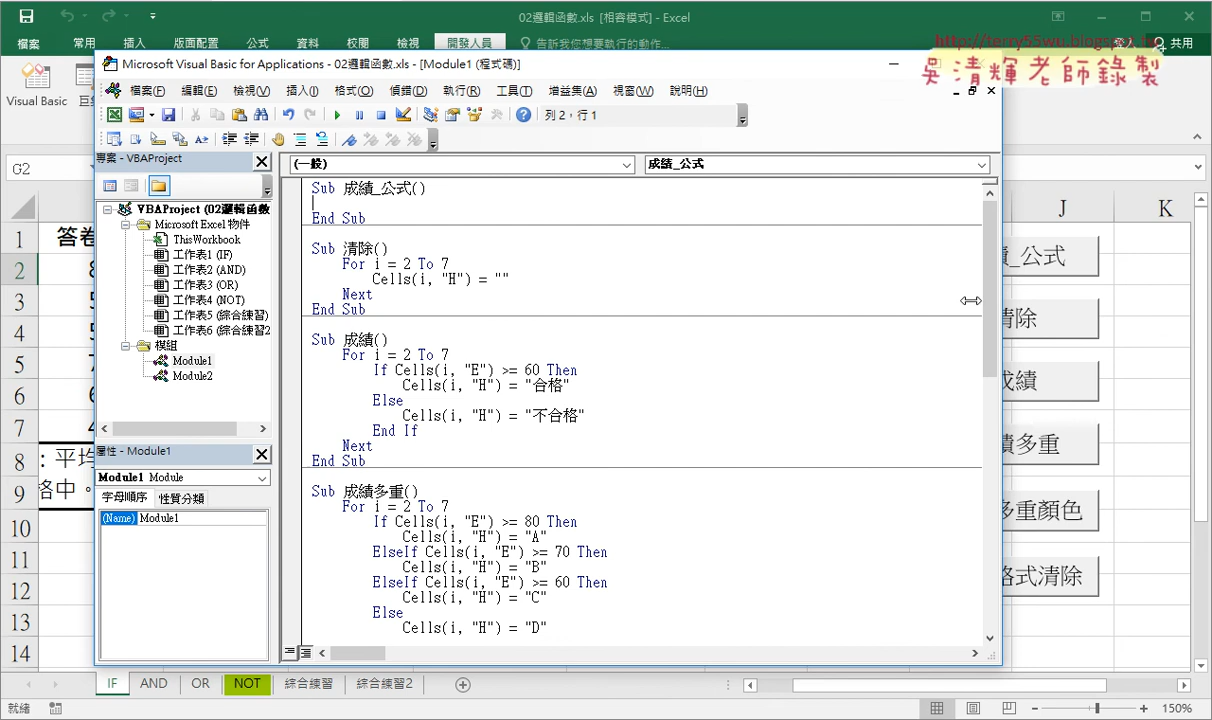 02邏輯函數.xls [相容模式] - Excel
檔案 常用 插入 版面配置 公式 資料 校閱 檢視 開發人員 告訴我您想要執行的動作... 登入 共用
http://terry55wu.blogspot.tw
吳清輝老師錄製
Visual Basic 巨集
Microsoft Visual Basic for Applications - 02邏輯函數.xls - [Module1 (程式碼)]
檔案(F) 編輯(E) 檢視(V) 插入(I) 格式(O) 偵錯(D) 執行(R) 工具(T) 增益集(A) 視窗(W) 說明(H)
列 2，行 1
專案 - VBAProject
(一般) 成績_公式
VBAProject (02邏輯函數
Microsoft Excel 物件
ThisWorkbook
工作表1 (IF)
工作表2 (AND)
工作表3 (OR)
工作表4 (NOT)
工作表5 (綜合練習)
工作表6 (綜合練習2
模組
Module1
Module2
屬性 - Module1
Module1 Module
字母順序 性質分類
(Name) Module1
Sub 成績_公式()
End Sub
Sub 清除()
For i = 2 To 7
Cells(i, "H") = ""
Next
End Sub
Sub 成績()
For i = 2 To 7
If Cells(i, "E") >= 60 Then
Cells(i, "H") = "合格"
Else
Cells(i, "H") = "不合格"
End If
Next
End Sub
Sub 成績多重()
For i = 2 To 7
If Cells(i, "E") >= 80 Then
Cells(i, "H") = "A"
ElseIf Cells(i, "E") >= 70 Then
Cells(i, "H") = "B"
ElseIf Cells(i, "E") >= 60 Then
Cells(i, "H") = "C"
Else
Cells(i, "H") = "D"
G2
J K
1 答卷
2 8
3 5
4 5
5 7
6 6
7 4
8 : 平均
9 格中。
10
11
12
13
14
績_公式
清除
成績
績多重
多重顏色
格式清除
IF AND OR NOT 綜合練習 綜合練習2
就緒 150%